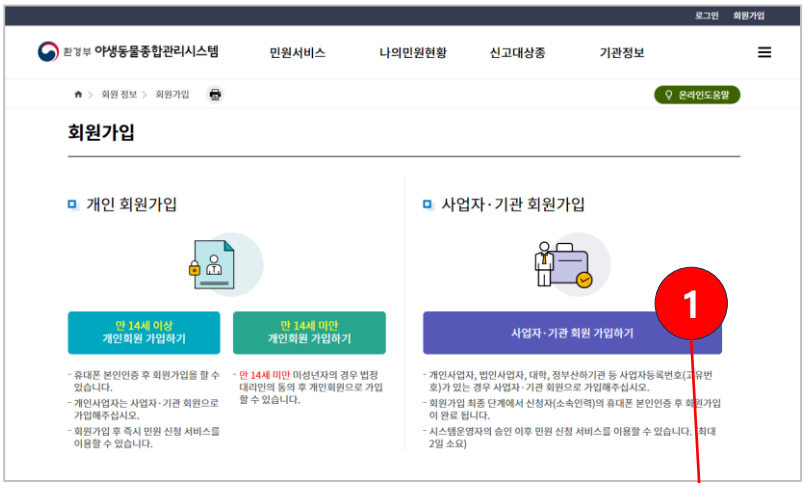 로그인 회원가입
환경부 야생동물종합관리시스템 민원서비스 나의민원현황 신고대상종 기관정보
> 회원 정보 > 회원가입 온라인도움말
회원가입
개인 회원가입
만 14세 이상
개인회원 가입하기
만 14세 미만
개인회원 가입하기
- 휴대폰 본인인증 후 회원가입을 할 수
있습니다.
- 개인사업자는 사업자·기관 회원으로
가입해주십시오.
- 회원가입 후 즉시 민원 신청 서비스를
이용할 수 있습니다.
- 만 14세 미만 미성년자의 경우 법정
대리인의 동의 후 개인회원으로 가입
할 수 있습니다.
사업자·기관 회원가입
1
사업자·기관 회원 가입하기
- 개인사업자, 법인사업자, 대학, 정부산하기관 등 사업자등록번호(고유번
호)가 있는 경우 사업자·기관 회원으로 가입해주십시오.
- 회원가입 최종 단계에서 신청자(소속인력)의 휴대폰 본인인증 후 회원가입
이 완료 됩니다.
- 시스템운영자의 승인 이후 민원 신청 서비스를 이용할 수 있습니다. (최대
2일 소요)